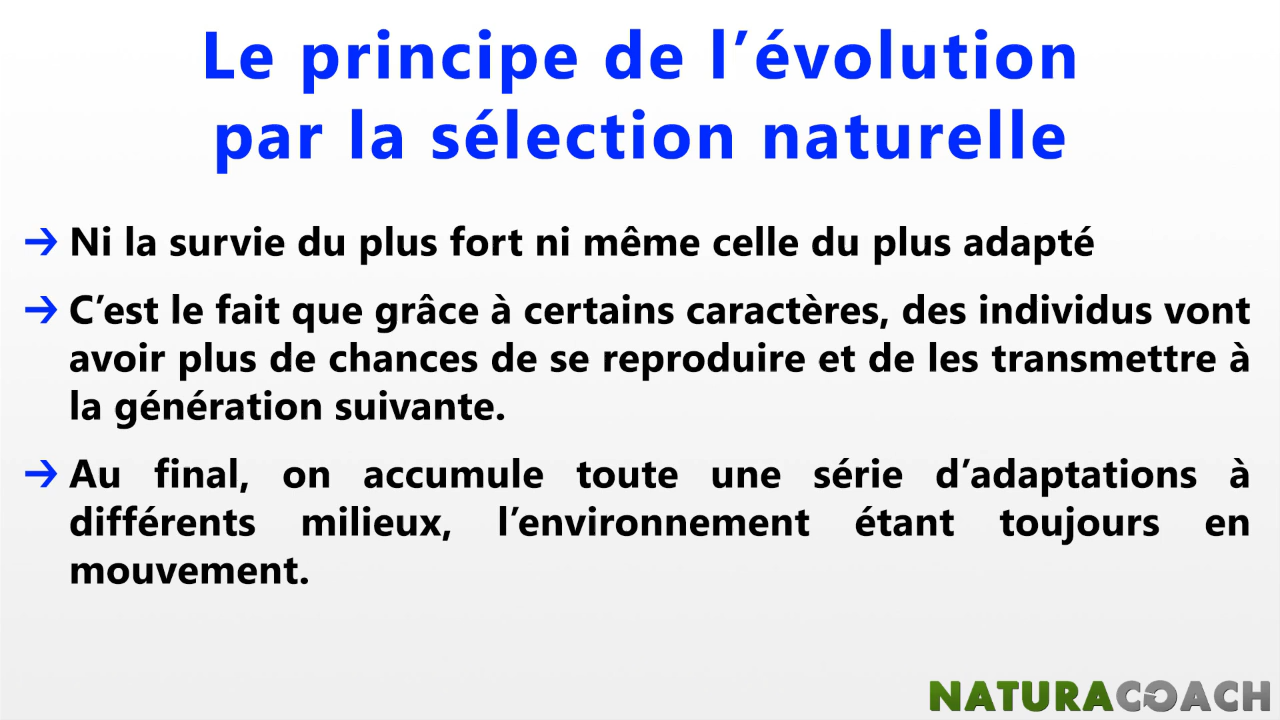 Le principe de l’évolution
par la sélection naturelle
→ Ni la survie du plus fort ni même celle du plus adapté
→ C’est le fait que grâce à certains caractères, des individus vont
avoir plus de chances de se reproduire et de les transmettre à
la génération suivante.
→ Au final, on accumule toute une série d’adaptations à
différents milieux, l’environnement étant toujours en
mouvement.
NATURACOACH